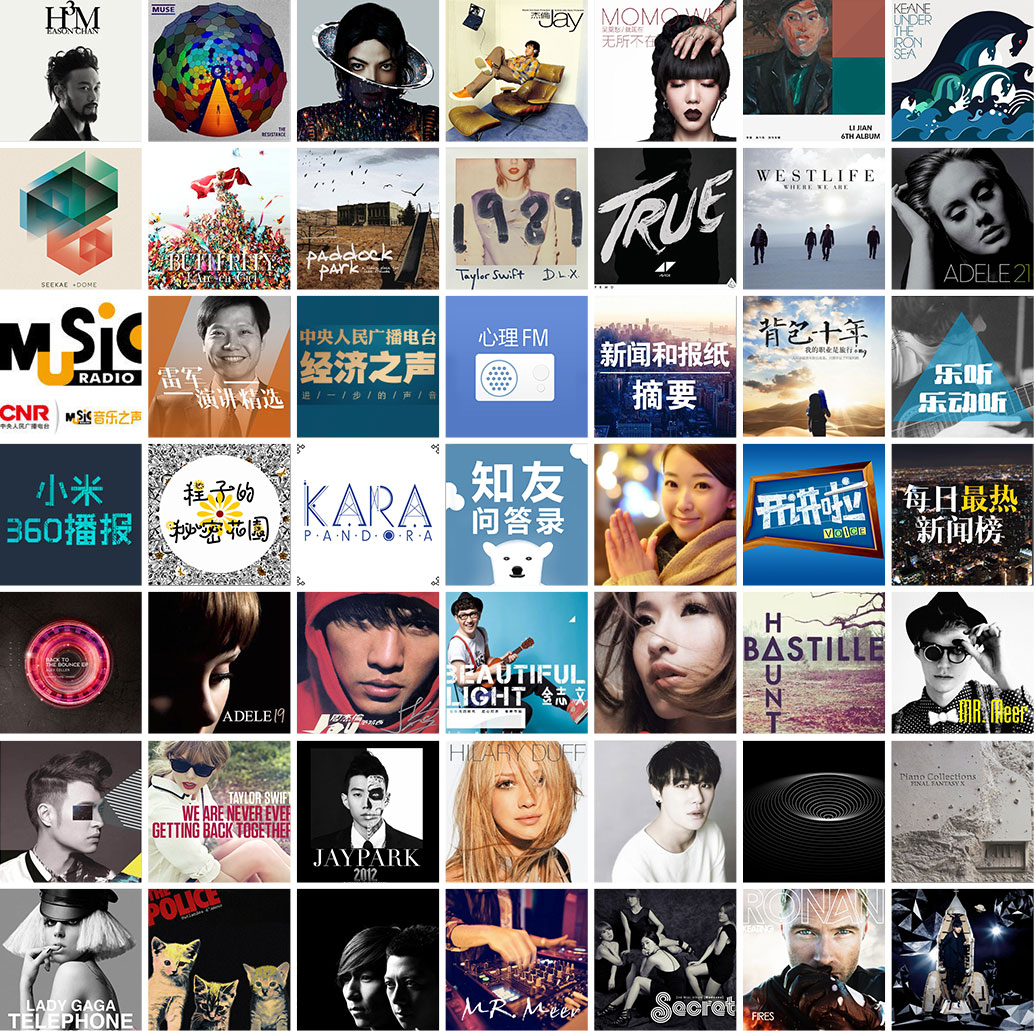 H³M
EASON CHAN
MUSE
THE
RESISTANCE
杰倫
Jay
MOMO WU
吴莫愁 / 就莫愁
无所不在
LI JIAN
6TH ALBUM
KEANE
UNDER
THE
IRON
SEA
SEEKAE +DOME
BUTTERFLY
L'Arc~en~Ciel
paddock
park
1989
Taylor Swift D.L.X.
TRUE
AVICII
WESTLIFE
WHERE WE ARE
ADELE 21
MUSIC
RADIO
CNR
中央人民广播电台
MUSIC 音乐之声
雷军
演讲精选
中央人民广播电台
经济之声
进 / 一 / 步 / 的 / 声 / 音
心理 FM
新闻和报纸
摘要
背包十年
我的职业是旅行
乐听
乐动听
小米
360播报
程子的
秘密花園
KARA
PANDORA
知友
问答录
开讲啦
VOICE
每日最热
新闻榜
BACK TO
THE BOUNCE EP
ADELE 19
BEAUTIFUL
LIGHT 金志文
HAUNT
BASTILLE
MR. Meer
TAYLOR SWIFT
WE ARE NEVER EVER
GETTING BACK TOGETHER
JAYPARK
2012
HILARY DUFF
Piano Collections
FINAL FANTASY X
LADY GAGA
TELEPHONE
THE
POLICE
MR. Meer
Secret
RONAN
KEATING
FIRES